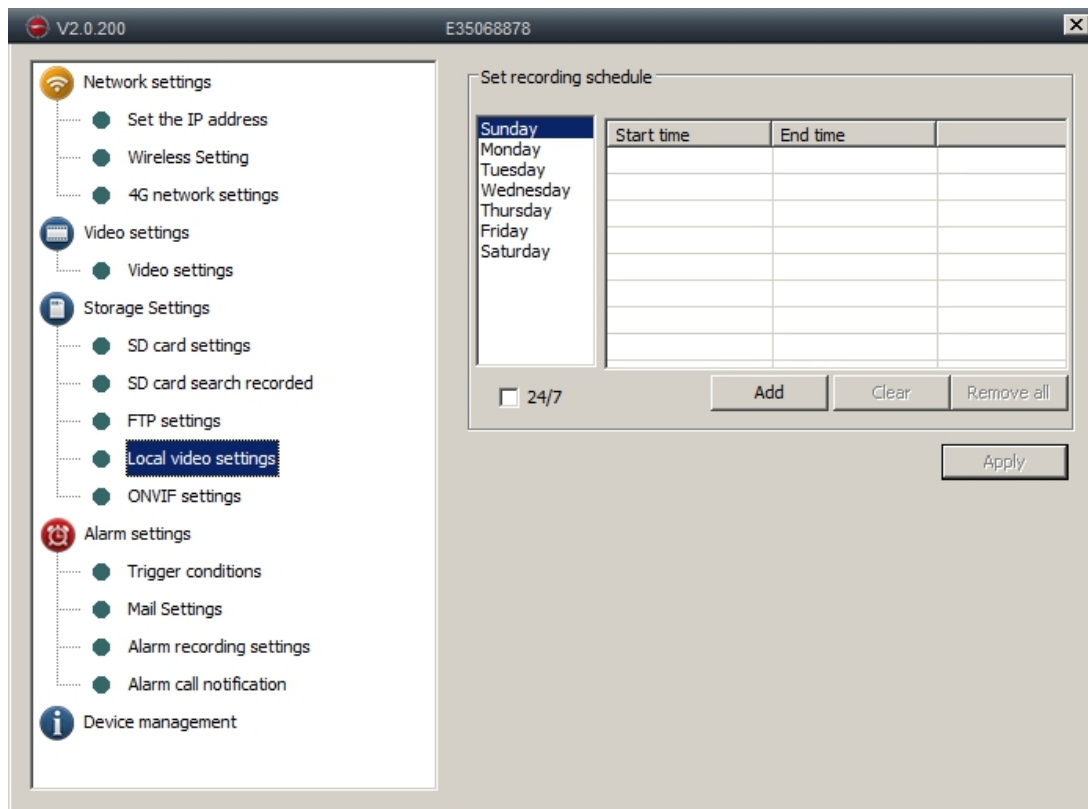 V2.0.200 E35068878
Network settings
Set the IP address
Wireless Setting
4G network settings
Video settings
Video settings
Storage Settings
SD card settings
SD card search recorded
FTP settings
Local video settings
ONVIF settings
Alarm settings
Trigger conditions
Mail Settings
Alarm recording settings
Alarm call notification
Device management
Set recording schedule
Sunday
Monday
Tuesday
Wednesday
Thursday
Friday
Saturday
Start time End time
24/7 Add Clear Remove all
Apply